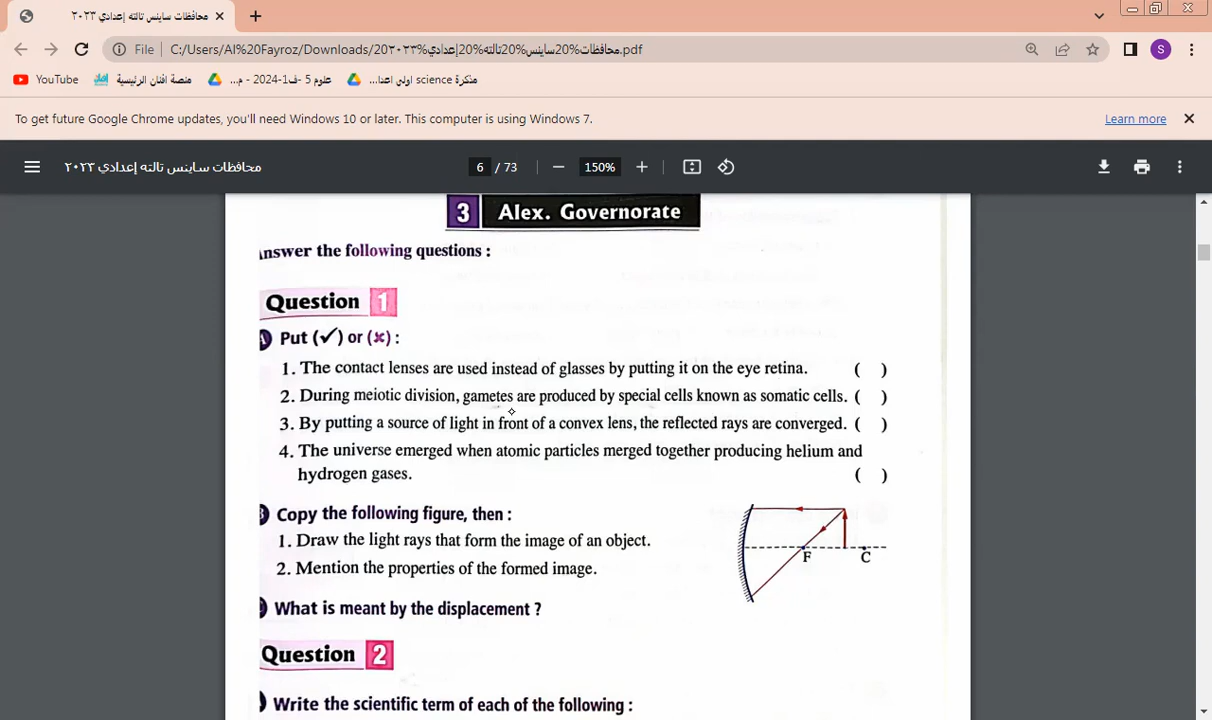 محافظات ساينس تالته إعدادي ٢٠٢٣
File C:/Users/Al%20Fayroz/Downloads/محافظات%20ساينس%20تالته%20إعدادي%20٢٠٢٣.pdf
S
YouTube
منصة افنان الرئيسية
علوم 5 -ف1-2024 - م...
مذكرة science اولي اعدا...
To get future Google Chrome updates, you'll need Windows 10 or later. This computer is using Windows 7.
Learn more
محافظات ساينس تالته إعدادي ٢٠٢٣
6 / 73
150%
3 Alex. Governorate
nswer the following questions :
Question 1
A Put (✓) or (×) :
1. The contact lenses are used instead of glasses by putting it on the eye retina. ( )
2. During meiotic division, gametes are produced by special cells known as somatic cells. ( )
3. By putting a source of light in front of a convex lens, the reflected rays are converged. ( )
4. The universe emerged when atomic particles merged together producing helium and
hydrogen gases. ( )
B Copy the following figure, then :
1. Draw the light rays that form the image of an object.
2. Mention the properties of the formed image.
F
C
What is meant by the displacement ?
Question 2
Write the scientific term of each of the following :